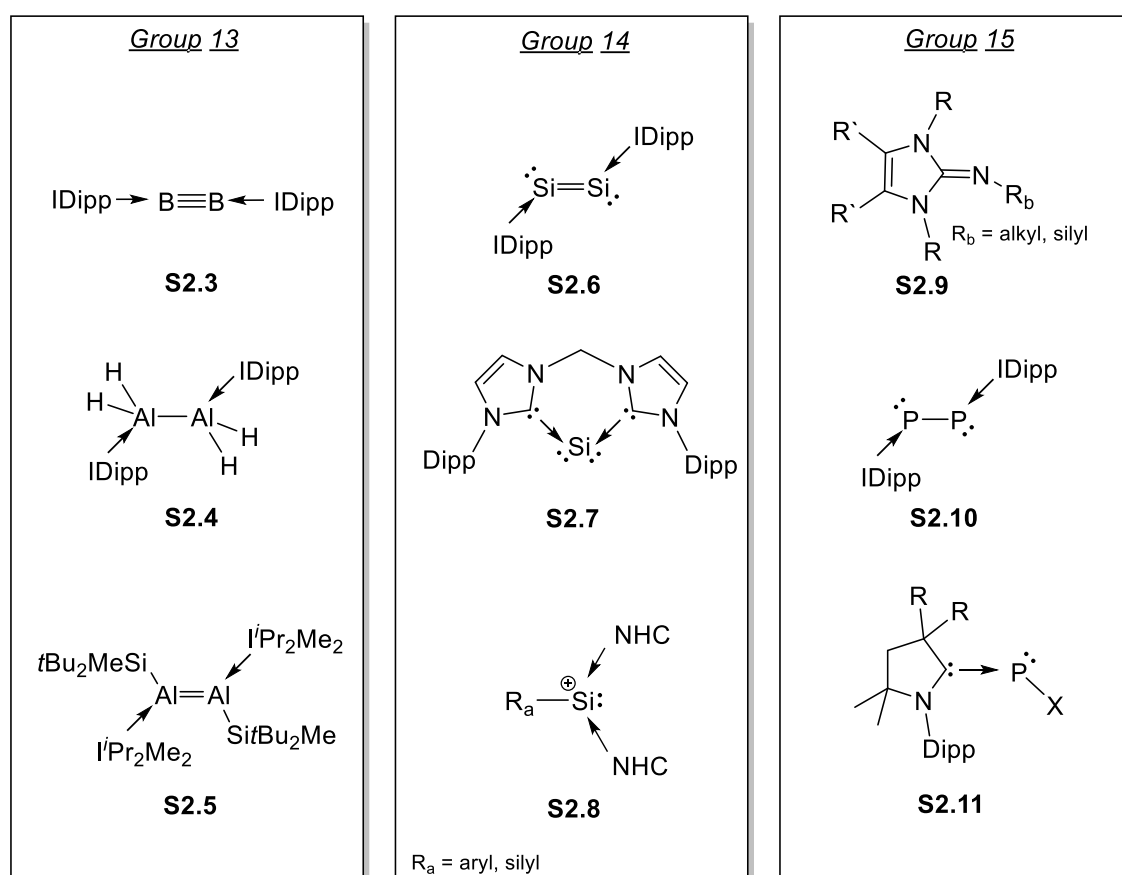 Group 13
IDipp B B IDipp
S2.3
H IDipp
H Al Al
H
IDipp H
S2.4
IⁱPr₂Me₂
tBu₂MeSi
Al Al
IⁱPr₂Me₂ SitBu₂Me
S2.5
Group 14
IDipp
Si Si
IDipp
S2.6
N N
N N
Dipp Si Dipp
S2.7
NHC
⊕
Rₐ Si:
NHC
S2.8
Rₐ = aryl, silyl
Group 15
R
R` N
N
R` N R_b
R R_b = alkyl, silyl
S2.9
IDipp
P P
IDipp
S2.10
R R
P
N X
Dipp
S2.11